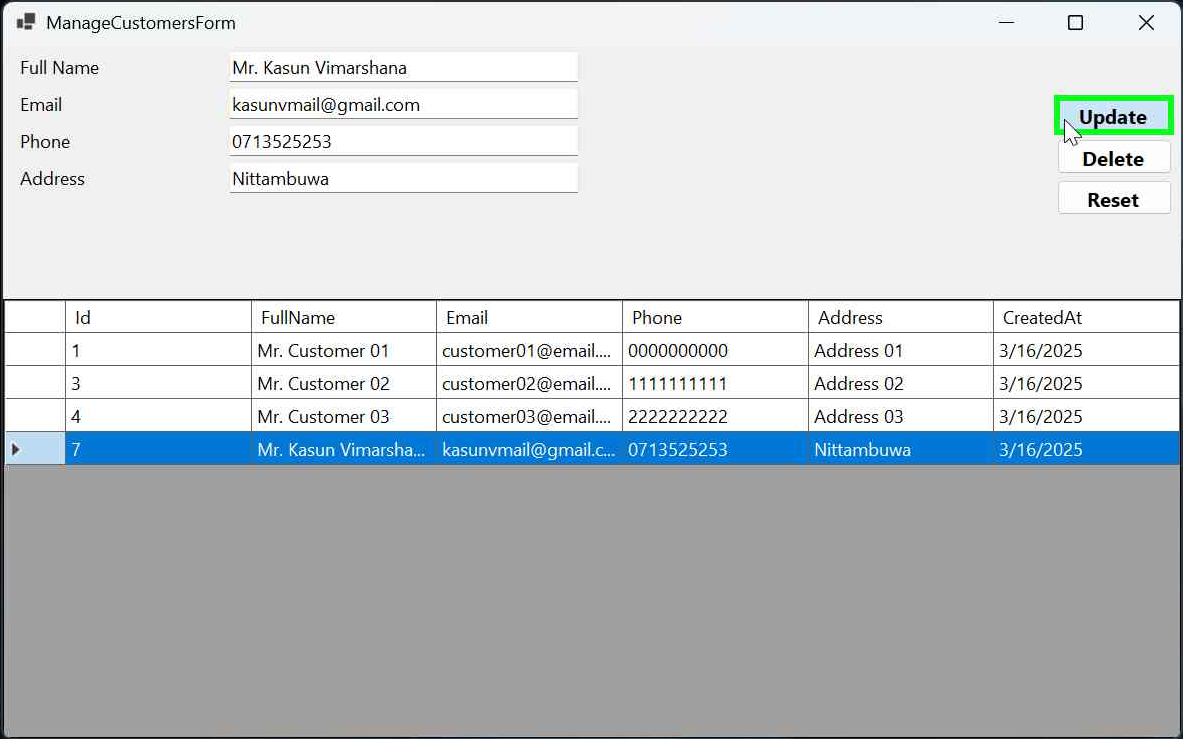 ManageCustomersForm
Full Name Mr. Kasun Vimarshana
Email kasunvmail@gmail.com
Phone 0713525253
Address Nittambuwa
Update
Delete
Reset
Id FullName Email Phone Address CreatedAt
1 Mr. Customer 01 customer01@email.... 0000000000 Address 01 3/16/2025
3 Mr. Customer 02 customer02@email.... 1111111111 Address 02 3/16/2025
4 Mr. Customer 03 customer03@email.... 2222222222 Address 03 3/16/2025
7 Mr. Kasun Vimarsha... kasunvmail@gmail.c... 0713525253 Nittambuwa 3/16/2025